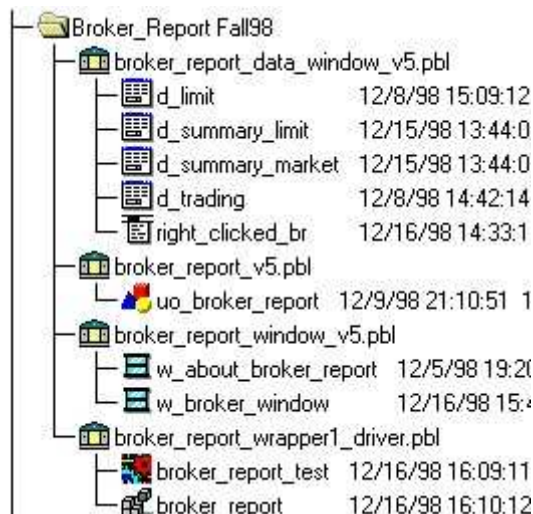 Broker_Report Fall98
broker_report_data_window_v5.pbl
d_limit 12/8/98 15:09:12
d_summary_limit 12/15/98 13:44:0
d_summary_market 12/15/98 13:44:0
d_trading 12/8/98 14:42:14
right_clicked_br 12/16/98 14:33:1
broker_report_v5.pbl
uo_broker_report 12/9/98 21:10:51 1
broker_report_window_v5.pbl
w_about_broker_report 12/5/98 19:20
w_broker_window 12/16/98 15:4
broker_report_wrapper1_driver.pbl
broker_report_test 12/16/98 16:09:11
broker_report 12/16/98 16:10:12